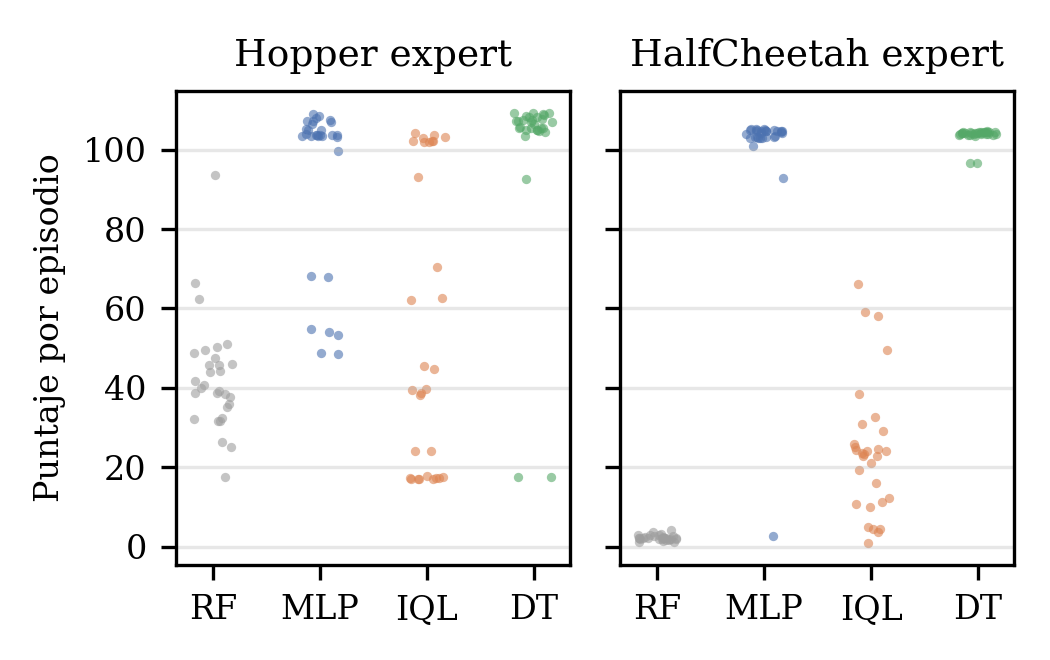 Hopper expert
HalfCheetah expert
Puntaje por episodio
100
80
60
40
20
0
RF MLP IQL DT
RF MLP IQL DT